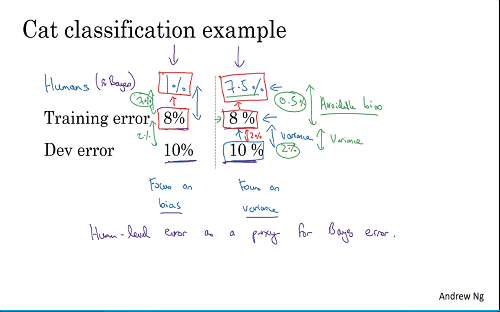 Cat classification example
Humans (≈ Bayes) 1% 7.5%
7% 0.5% Avoidable bias
Training error 8% 8 %
2% 2% variance Variance
Dev error 10% 10 % 2%
Focus on Focus on
bias variance
Human-level error as a proxy for Bayes error.
Andrew Ng